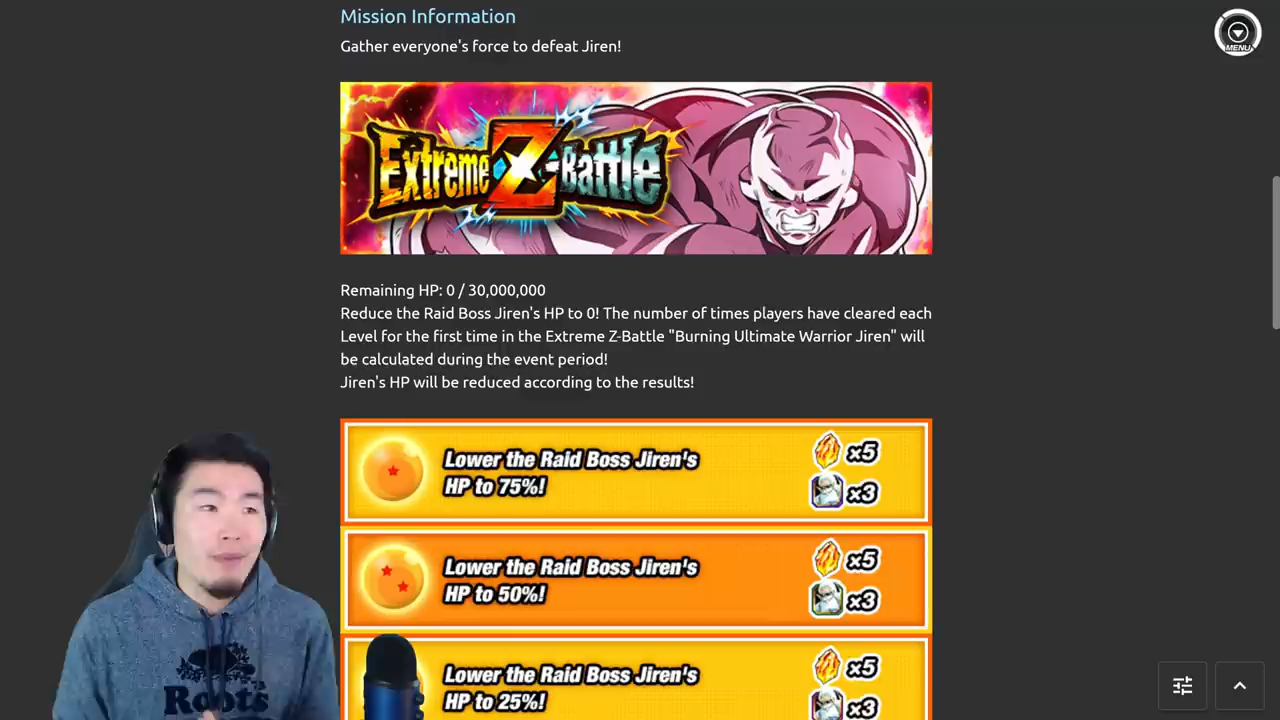 Mission Information
MENU
Gather everyone's force to defeat Jiren!
Extreme Z-Battle
Remaining HP: 0 / 30,000,000
Reduce the Raid Boss Jiren's HP to 0! The number of times players have cleared each
Level for the first time in the Extreme Z-Battle "Burning Ultimate Warrior Jiren" will
be calculated during the event period!
Jiren's HP will be reduced according to the results!
Lower the Raid Boss Jiren's
HP to 75%!
x5
x3
Lower the Raid Boss Jiren's
HP to 50%!
x5
x3
Lower the Raid Boss Jiren's
HP to 25%!
x5
x3
Roots